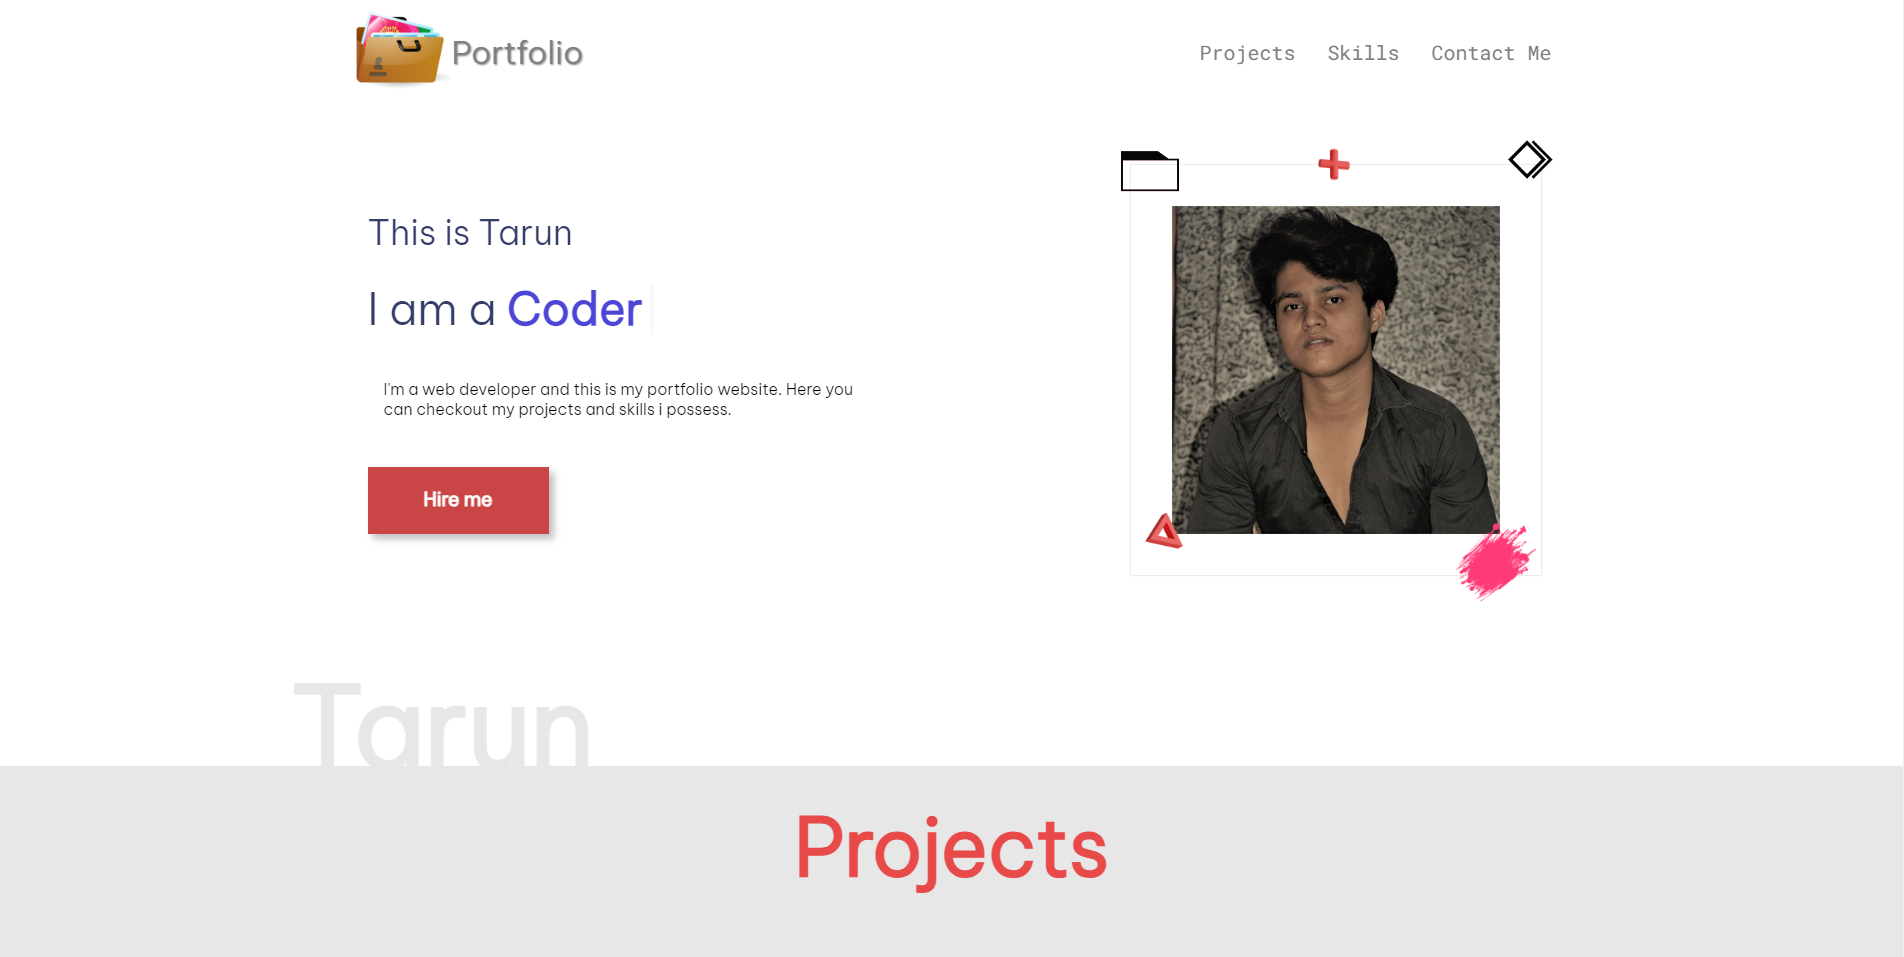 Portfolio
Projects Skills Contact Me
This is Tarun
I am a Coder
I'm a web developer and this is my portfolio website. Here you
can checkout my projects and skills i possess.
Hire me
Tarun
Projects